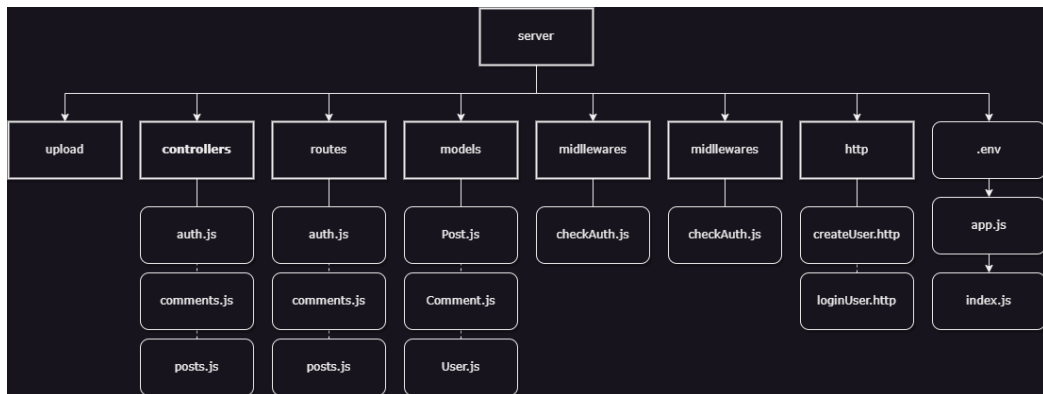 server
upload
controllers
routes
models
midllewares
midllewares
http
.env
auth.js
auth.js
Post.js
checkAuth.js
checkAuth.js
createUser.http
app.js
comments.js
comments.js
Comment.js
loginUser.http
index.js
posts.js
posts.js
User.js